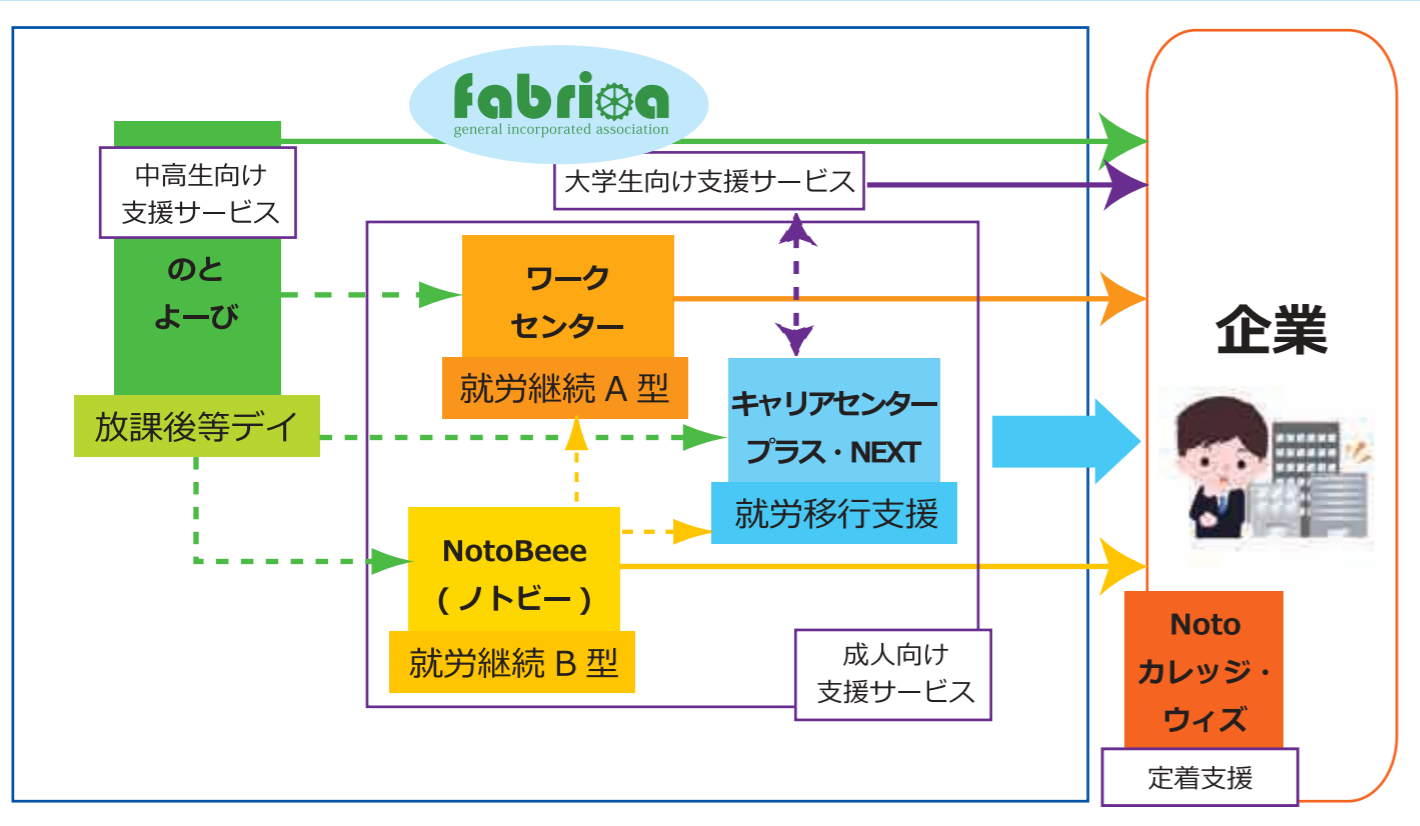 fabrica
general incorporated association
中高生向け
支援サービス
のと
よーび
放課後等デイ
大学生向け支援サービス
ワーク
センター
就労継続 A 型
キャリアセンター
プラス・NEXT
就労移行支援
NotoBeee
( ノトビー )
就労継続 B 型
成人向け
支援サービス
企業
Noto
カレッジ・
ウィズ
定着支援